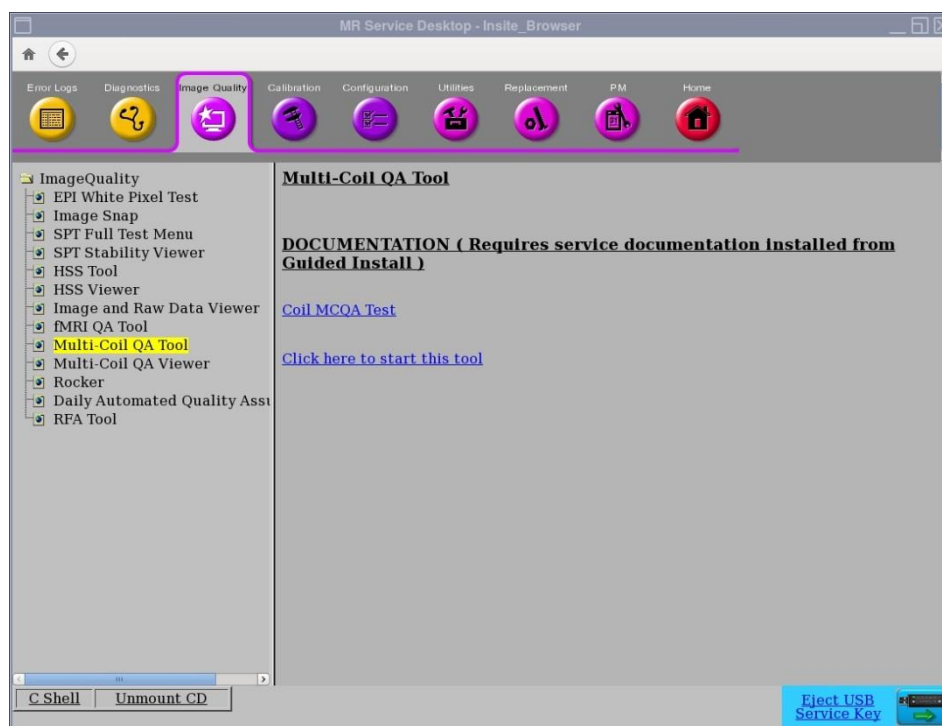 MR Service Desktop - Insite_Browser
Error Logs
Diagnostics
Image Quality
Calibration
Configuration
Utilities
Replacement
PM
Home
ImageQuality
EPI White Pixel Test
Image Snap
SPT Full Test Menu
SPT Stability Viewer
HSS Tool
HSS Viewer
Image and Raw Data Viewer
fMRI QA Tool
Multi-Coil QA Tool
Multi-Coil QA Viewer
Rocker
Daily Automated Quality Assu
RFA Tool
Multi-Coil QA Tool
DOCUMENTATION ( Requires service documentation installed from
Guided Install )
Coil MCQA Test
Click here to start this tool
C Shell
Unmount CD
Eject USB
Service Key